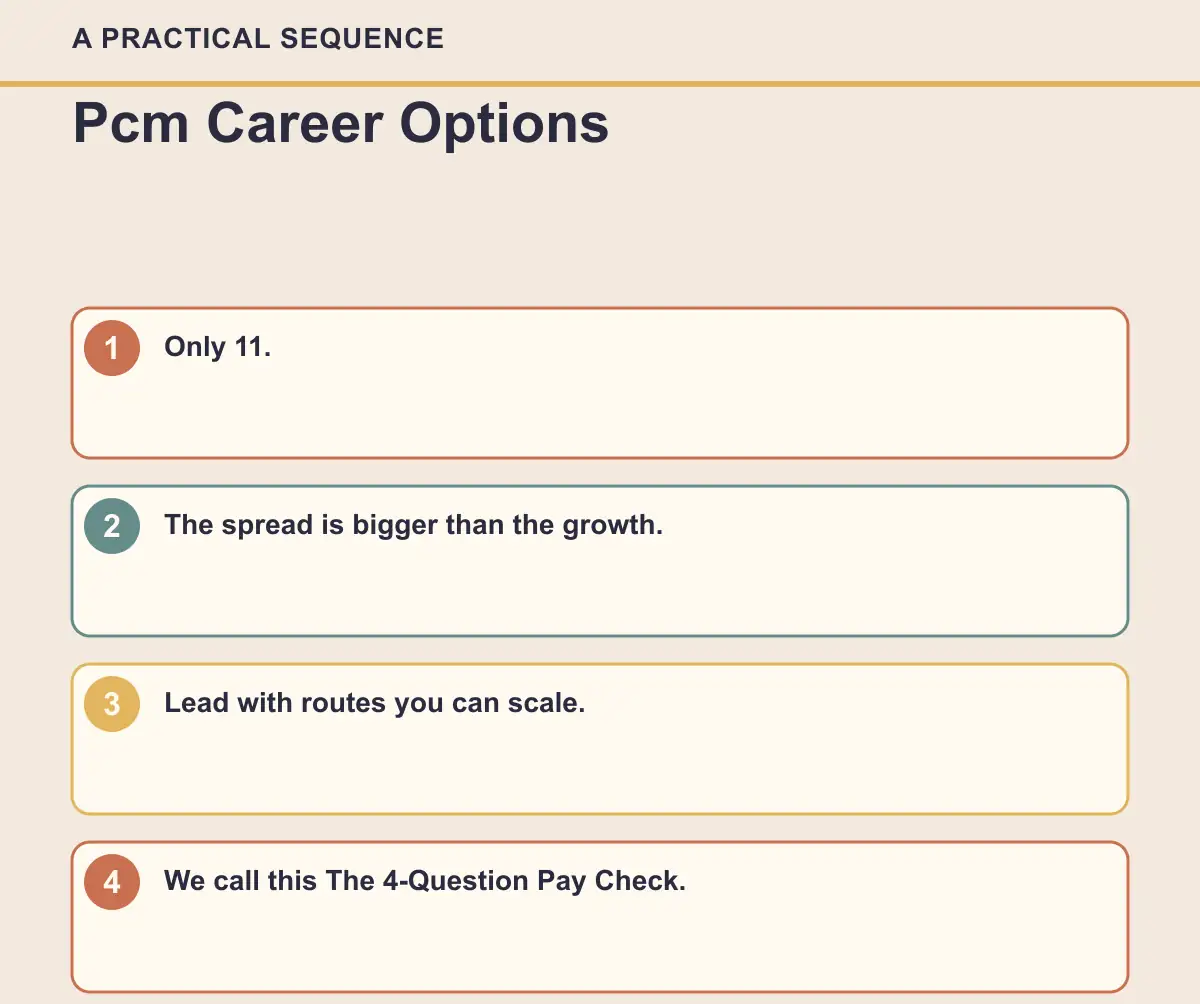 A PRACTICAL SEQUENCE
Pcm Career Options
1 Only 11.
2 The spread is bigger than the growth.
3 Lead with routes you can scale.
4 We call this The 4-Question Pay Check.